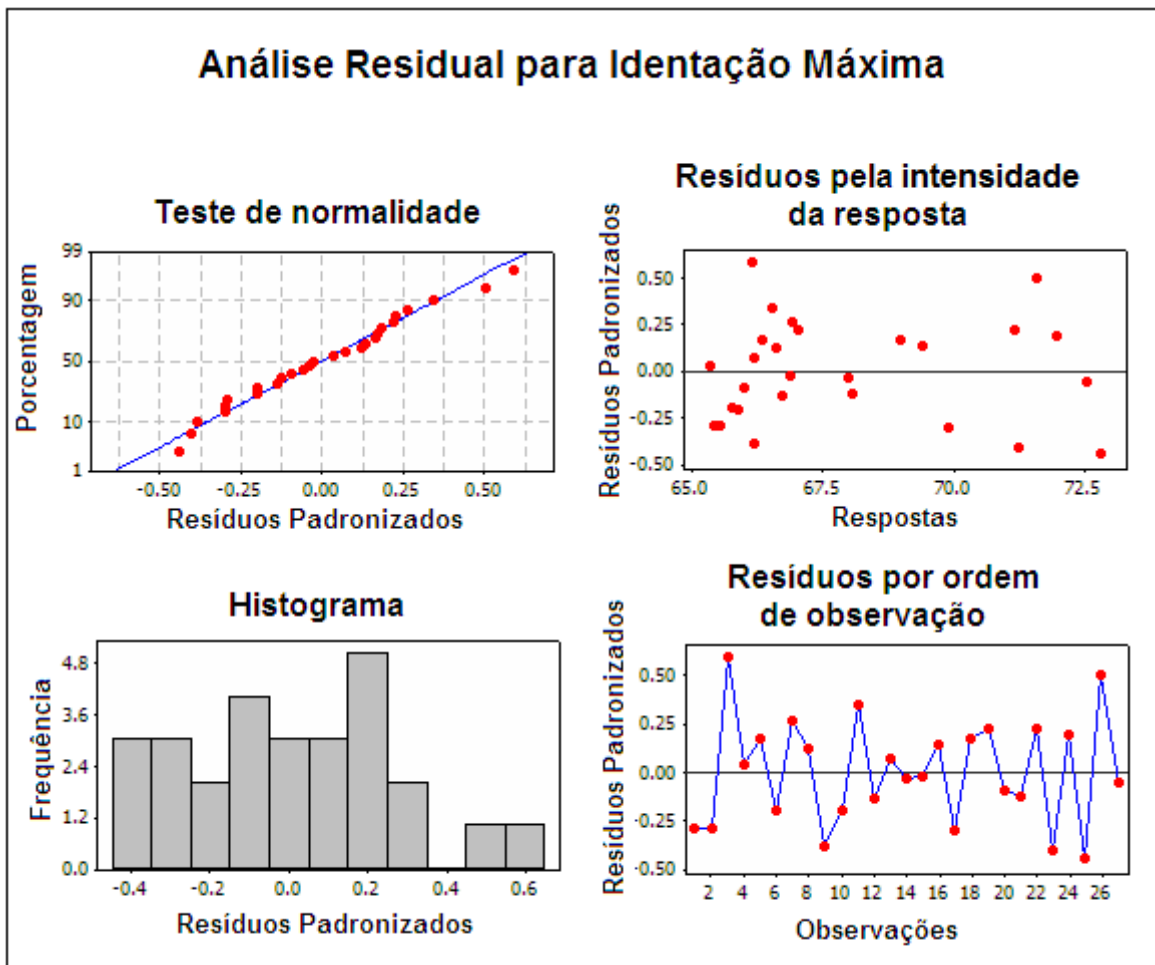 Análise Residual para Identação Máxima
Teste de normalidade
Porcentagem
99
90
50
10
1
-0.50 -0.25 0.00 0.25 0.50
Resíduos Padronizados
Resíduos pela intensidade
da resposta
Resíduos Padronizados
0.50
0.25
0.00
-0.25
-0.50
65.0 67.5 70.0 72.5
Respostas
Histograma
Frequência
4.8
3.6
2.4
1.2
0.0
-0.4 -0.2 0.0 0.2 0.4 0.6
Resíduos Padronizados
Resíduos por ordem
de observação
Resíduos Padronizados
0.50
0.25
0.00
-0.25
-0.50
2 4 6 8 10 12 14 16 18 20 22 24 26
Observações